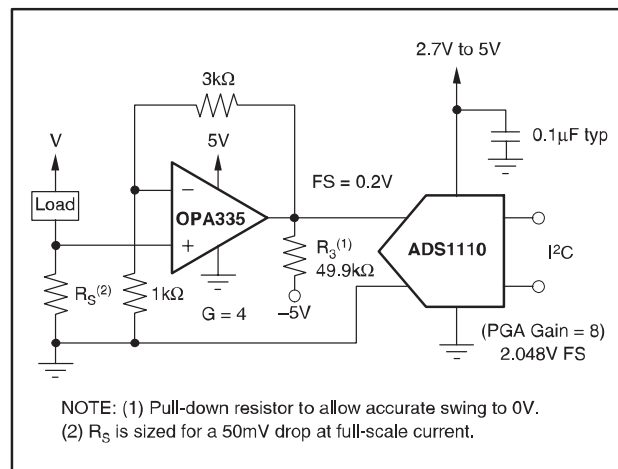 2.7V to 5V
3kΩ
V
5V
0.1μF typ
FS = 0.2V
Load
−
OPA335
+
R3(1)
49.9kΩ
ADS1110
I2C
RS(2)
1kΩ
G = 4
−5V
(PGA Gain = 8)
2.048V FS
NOTE: (1) Pull-down resistor to allow accurate swing to 0V.
(2) RS is sized for a 50mV drop at full-scale current.